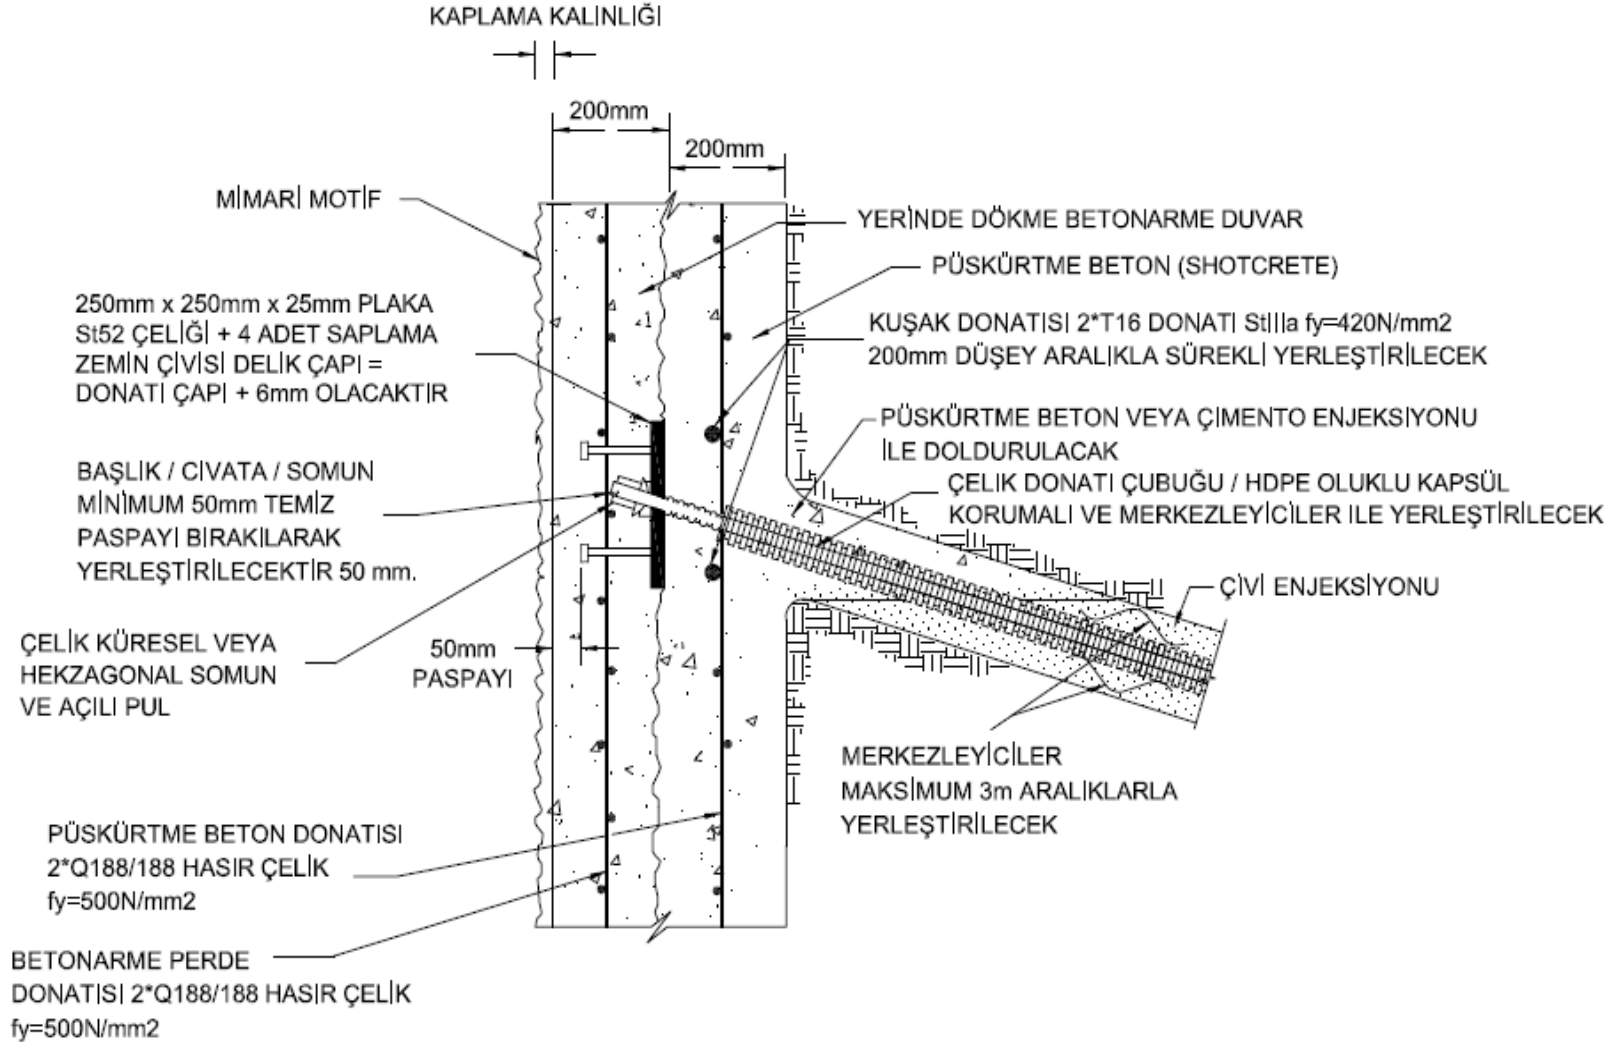 KAPLAMA KALINLIĞI
200mm
200mm
MİMARİ MOTİF
YERİNDE DÖKME BETONARME DUVAR
PÜSKÜRTME BETON (SHOTCRETE)
250mm x 250mm x 25mm PLAKA
St52 ÇELİĞİ + 4 ADET SAPLAMA
ZEMİN ÇİVİSİ DELİK ÇAPI =
DONATI ÇAPI + 6mm OLACAKTIR
KUŞAK DONATISI 2*T16 DONATI StIIIa fy=420N/mm2
200mm DÜŞEY ARALIKLA SÜREKLİ YERLEŞTİRİLECEK
PÜSKÜRTME BETON VEYA ÇİMENTO ENJEKSİYONU
İLE DOLDURULACAK
BAŞLIK / CİVATA / SOMUN
MİNİMUM 50mm TEMİZ
PASPAYI BIRAKILARAK
YERLEŞTİRİLECEKTİR 50 mm.
ÇELIK DONATI ÇUBUĞU / HDPE OLUKLU KAPSÜL
KORUMALI VE MERKEZLEYİCİLER ILE YERLEŞTİRİLECEK
ÇİVİ ENJEKSİYONU
ÇELİK KÜRESEL VEYA
HEKZAGONAL SOMUN
VE AÇILI PUL
50mm
PASPAYI
MERKEZLEYİCİLER
MAKSİMUM 3m ARALIKLARLA
YERLEŞTİRİLECEK
PÜSKÜRTME BETON DONATISI
2*Q188/188 HASIR ÇELİK
fy=500N/mm2
BETONARME PERDE
DONATISI 2*Q188/188 HASIR ÇELİK
fy=500N/mm2